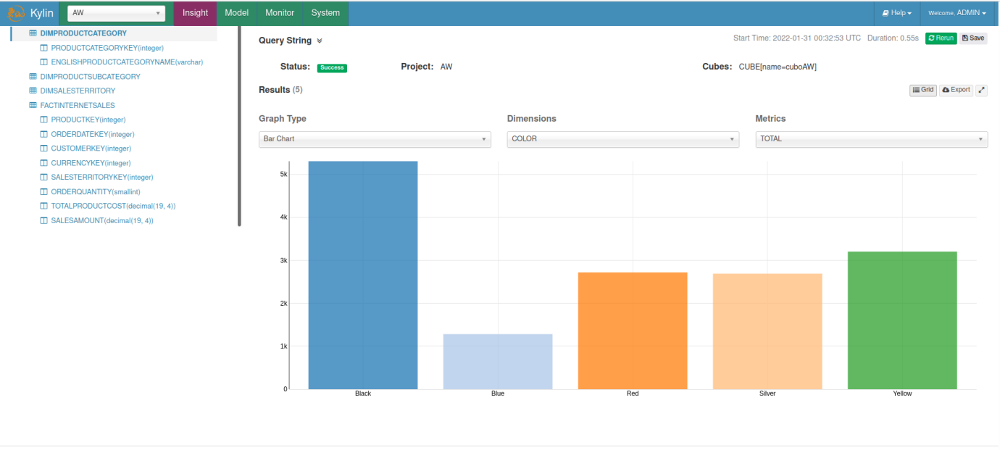 Kylin AW Insight Model Monitor System Help Welcome, ADMIN
DIMPRODUCTCATEGORY
PRODUCTCATEGORYKEY(integer)
ENGLISHPRODUCTCATEGORYNAME(varchar)
DIMPRODUCTSUBCATEGORY
DIMSALESTERRITORY
FACTINTERNETSALES
PRODUCTKEY(integer)
ORDERDATEKEY(integer)
CUSTOMERKEY(integer)
CURRENCYKEY(integer)
SALESTERRITORYKEY(integer)
ORDERQUANTITY(smallint)
TOTALPRODUCTCOST(decimal(19, 4))
SALESAMOUNT(decimal(19, 4))
Query String Start Time: 2022-01-31 00:32:53 UTC Duration: 0.55s Rerun Save
Status: Success Project: AW Cubes: CUBE[name=cuboAW]
Results (5) Grid Export
Graph Type Dimensions Metrics
Bar Chart COLOR TOTAL
5k
4k
3k
2k
1k
0
Black Blue Red Silver Yellow